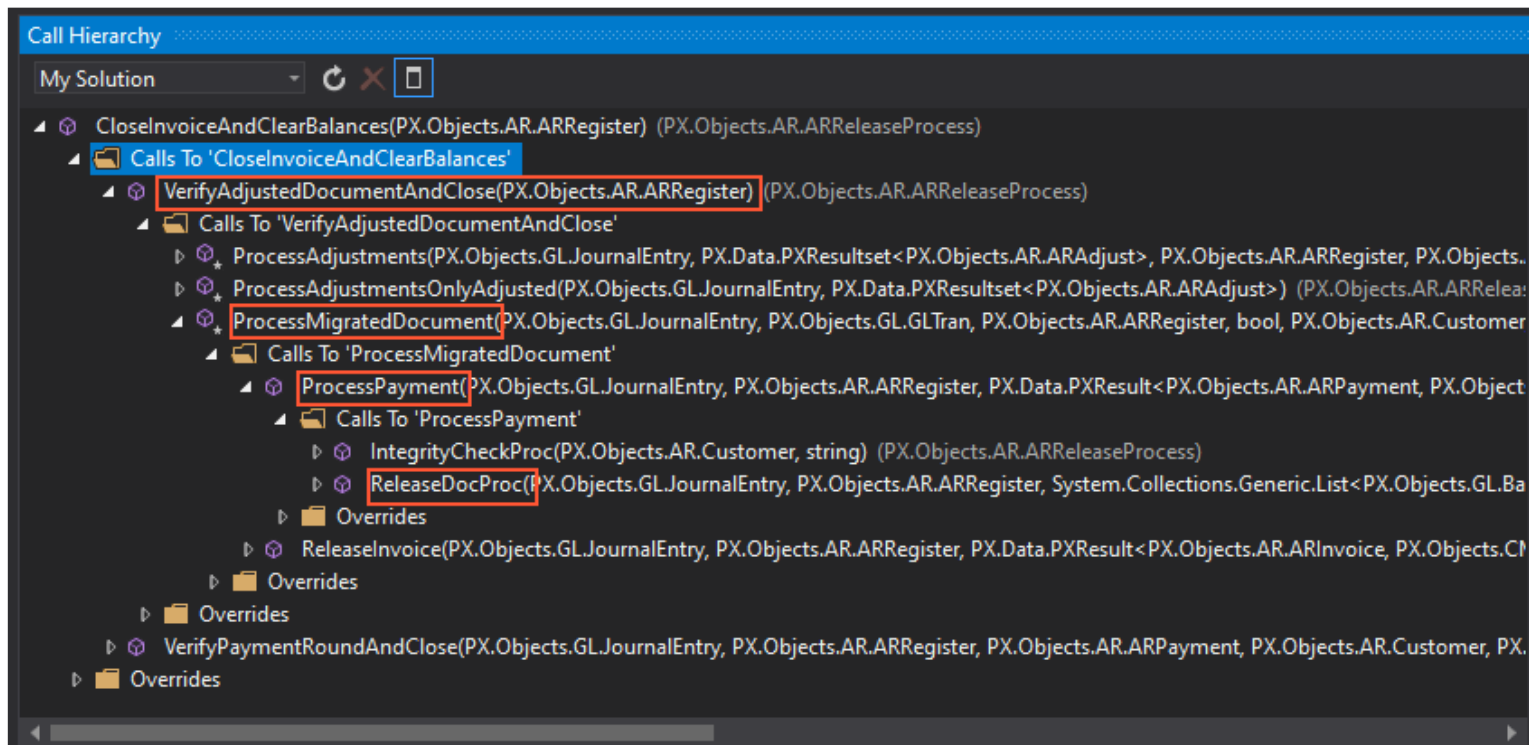 Call Hierarchy
My Solution
CloseInvoiceAndClearBalances(PX.Objects.AR.ARRegister) (PX.Objects.AR.ARReleaseProcess)
Calls To 'CloseInvoiceAndClearBalances'
VerifyAdjustedDocumentAndClose(PX.Objects.AR.ARRegister) (PX.Objects.AR.ARReleaseProcess)
Calls To 'VerifyAdjustedDocumentAndClose'
ProcessAdjustments(PX.Objects.GL.JournalEntry, PX.Data.PXResultset<PX.Objects.AR.ARAdjust>, PX.Objects.AR.ARRegister, PX.Objects.
ProcessAdjustmentsOnlyAdjusted(PX.Objects.GL.JournalEntry, PX.Data.PXResultset<PX.Objects.AR.ARAdjust>) (PX.Objects.AR.ARReleas
ProcessMigratedDocument(PX.Objects.GL.JournalEntry, PX.Objects.GL.GLTran, PX.Objects.AR.ARRegister, bool, PX.Objects.AR.Customer
Calls To 'ProcessMigratedDocument'
ProcessPayment(PX.Objects.GL.JournalEntry, PX.Objects.AR.ARRegister, PX.Data.PXResult<PX.Objects.AR.ARPayment, PX.Object
Calls To 'ProcessPayment'
IntegrityCheckProc(PX.Objects.AR.Customer, string) (PX.Objects.AR.ARReleaseProcess)
ReleaseDocProc(PX.Objects.GL.JournalEntry, PX.Objects.AR.ARRegister, System.Collections.Generic.List<PX.Objects.GL.Ba
Overrides
ReleaseInvoice(PX.Objects.GL.JournalEntry, PX.Objects.AR.ARRegister, PX.Data.PXResult<PX.Objects.AR.ARInvoice, PX.Objects.CM
Overrides
Overrides
VerifyPaymentRoundAndClose(PX.Objects.GL.JournalEntry, PX.Objects.AR.ARRegister, PX.Objects.AR.ARPayment, PX.Objects.AR.Customer, PX.
Overrides